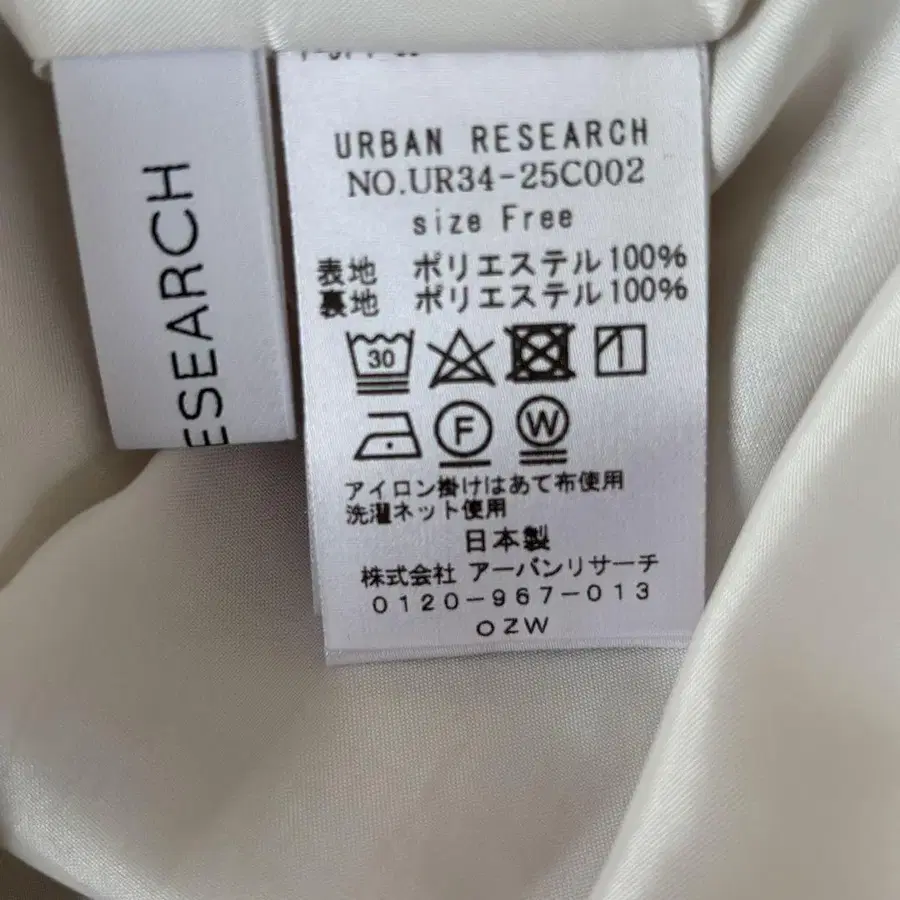 ESEARCH
URBAN RESEARCH
NO.UR34-25C002
size Free
表地 ポリエステル100%
裏地 ポリエステル100%
30
F W
アイロン掛けはあて布使用
洗濯ネット使用
日本製
株式会社 アーバンリサーチ
0120-967-013
OZW